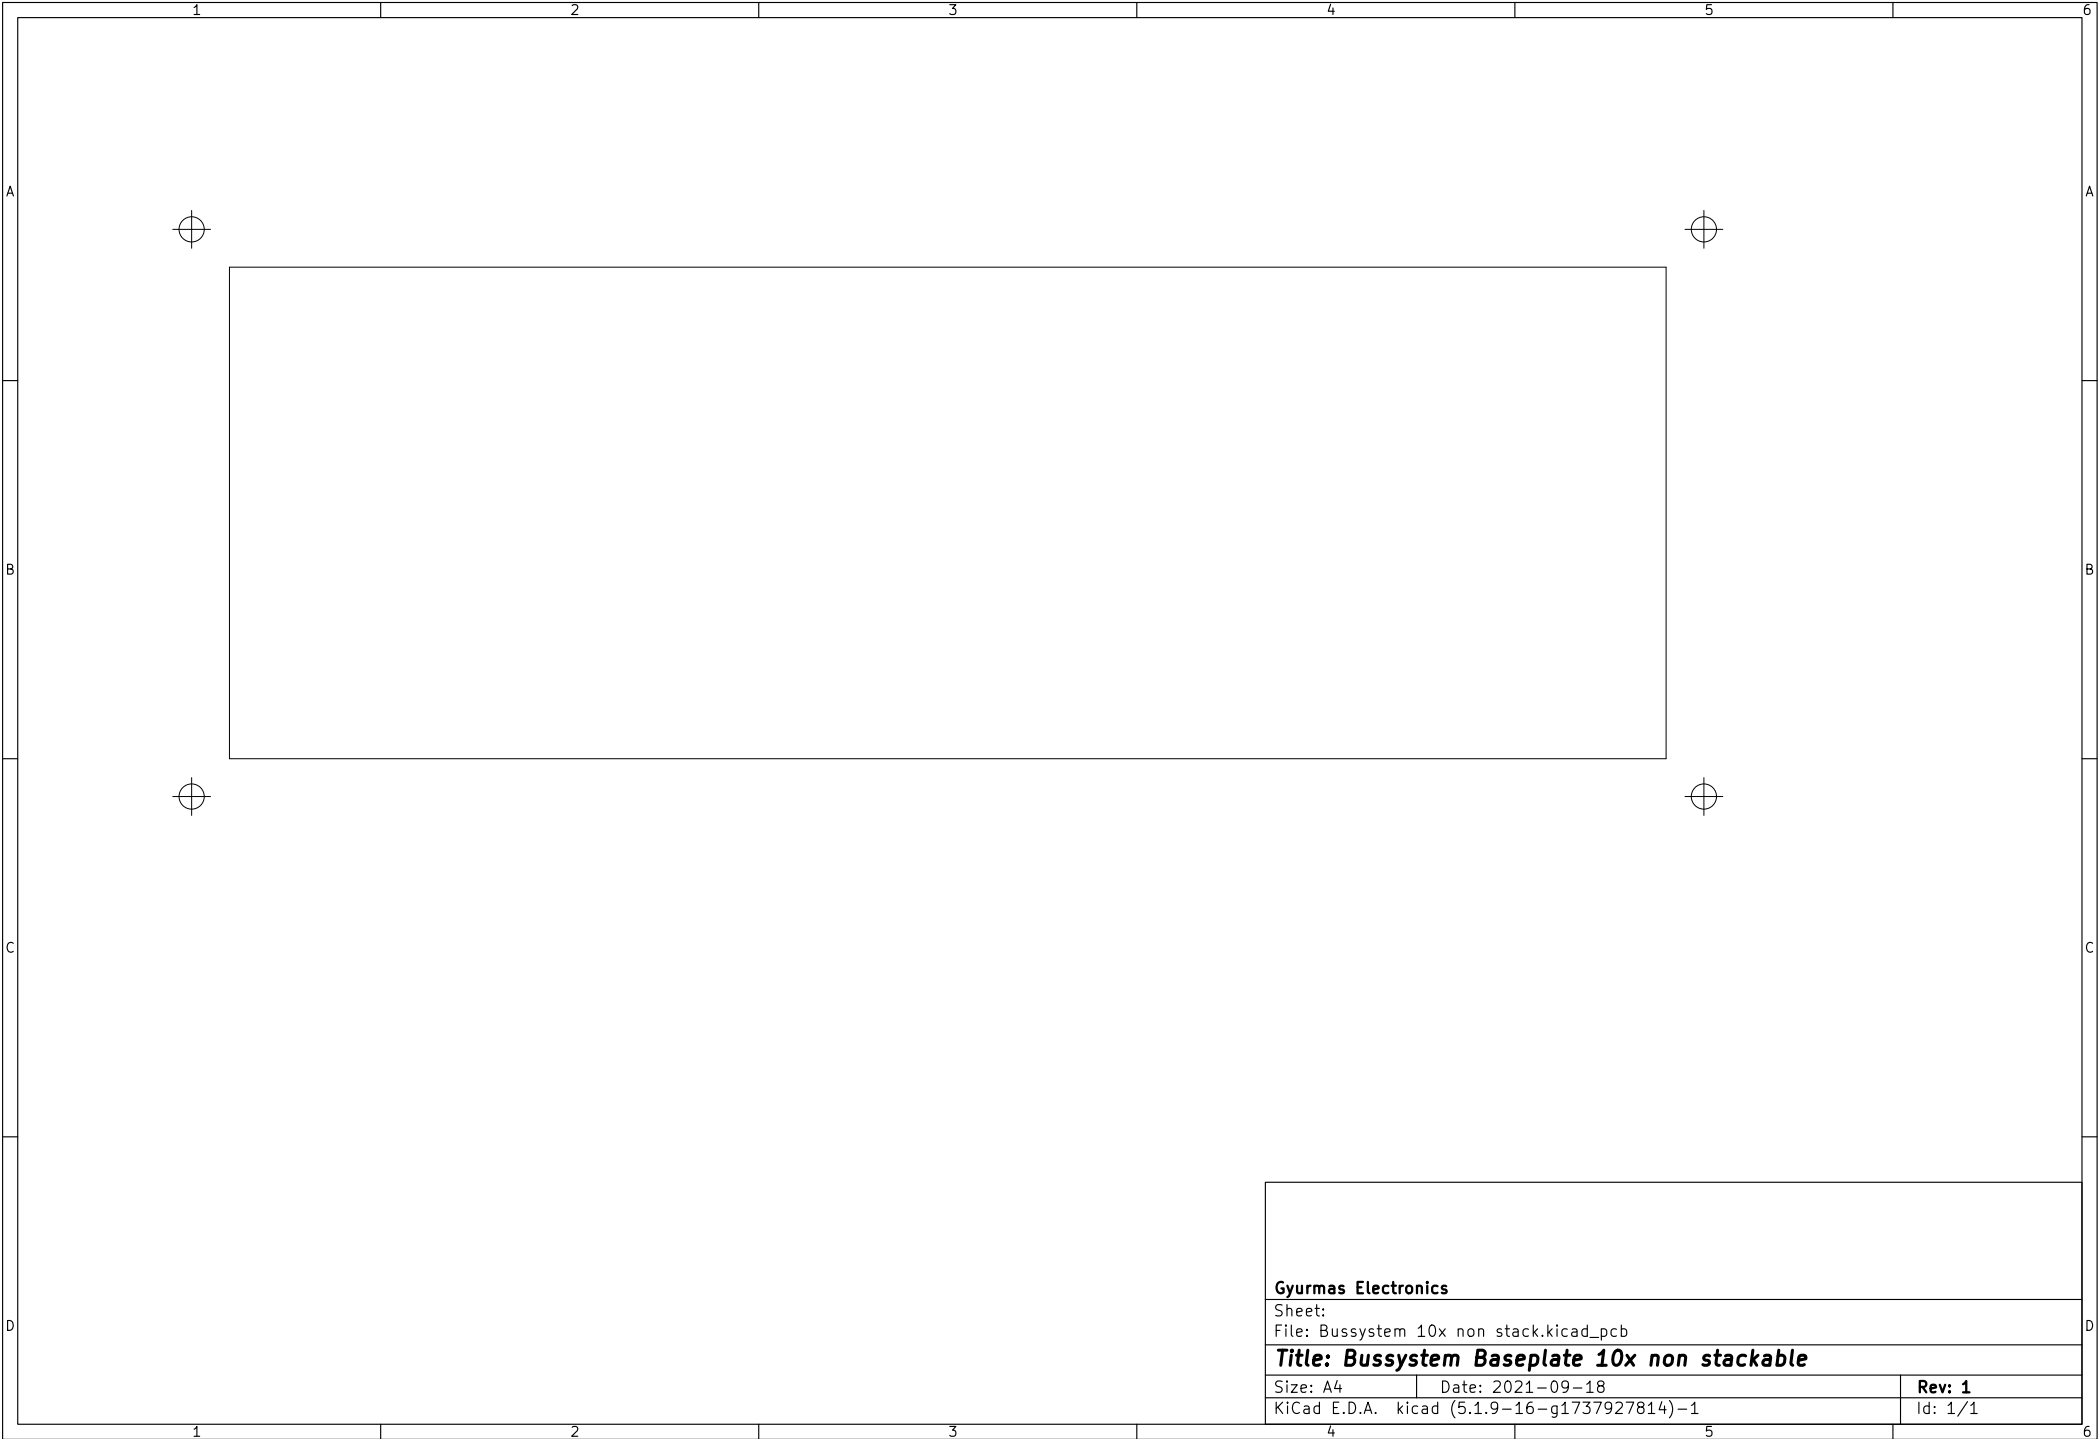 1 2 3 4 5 6
A A
B B
C C
Gyurmas Electronics
Sheet:
File: Bussystem 10x non stack.kicad_pcb
D D
Title: Bussystem Baseplate 10x non stackable
Size: A4 Date: 2021-09-18 Rev: 1
KiCad E.D.A. kicad (5.1.9-16-g1737927814)-1 Id: 1/1
1 2 3 4 5 6